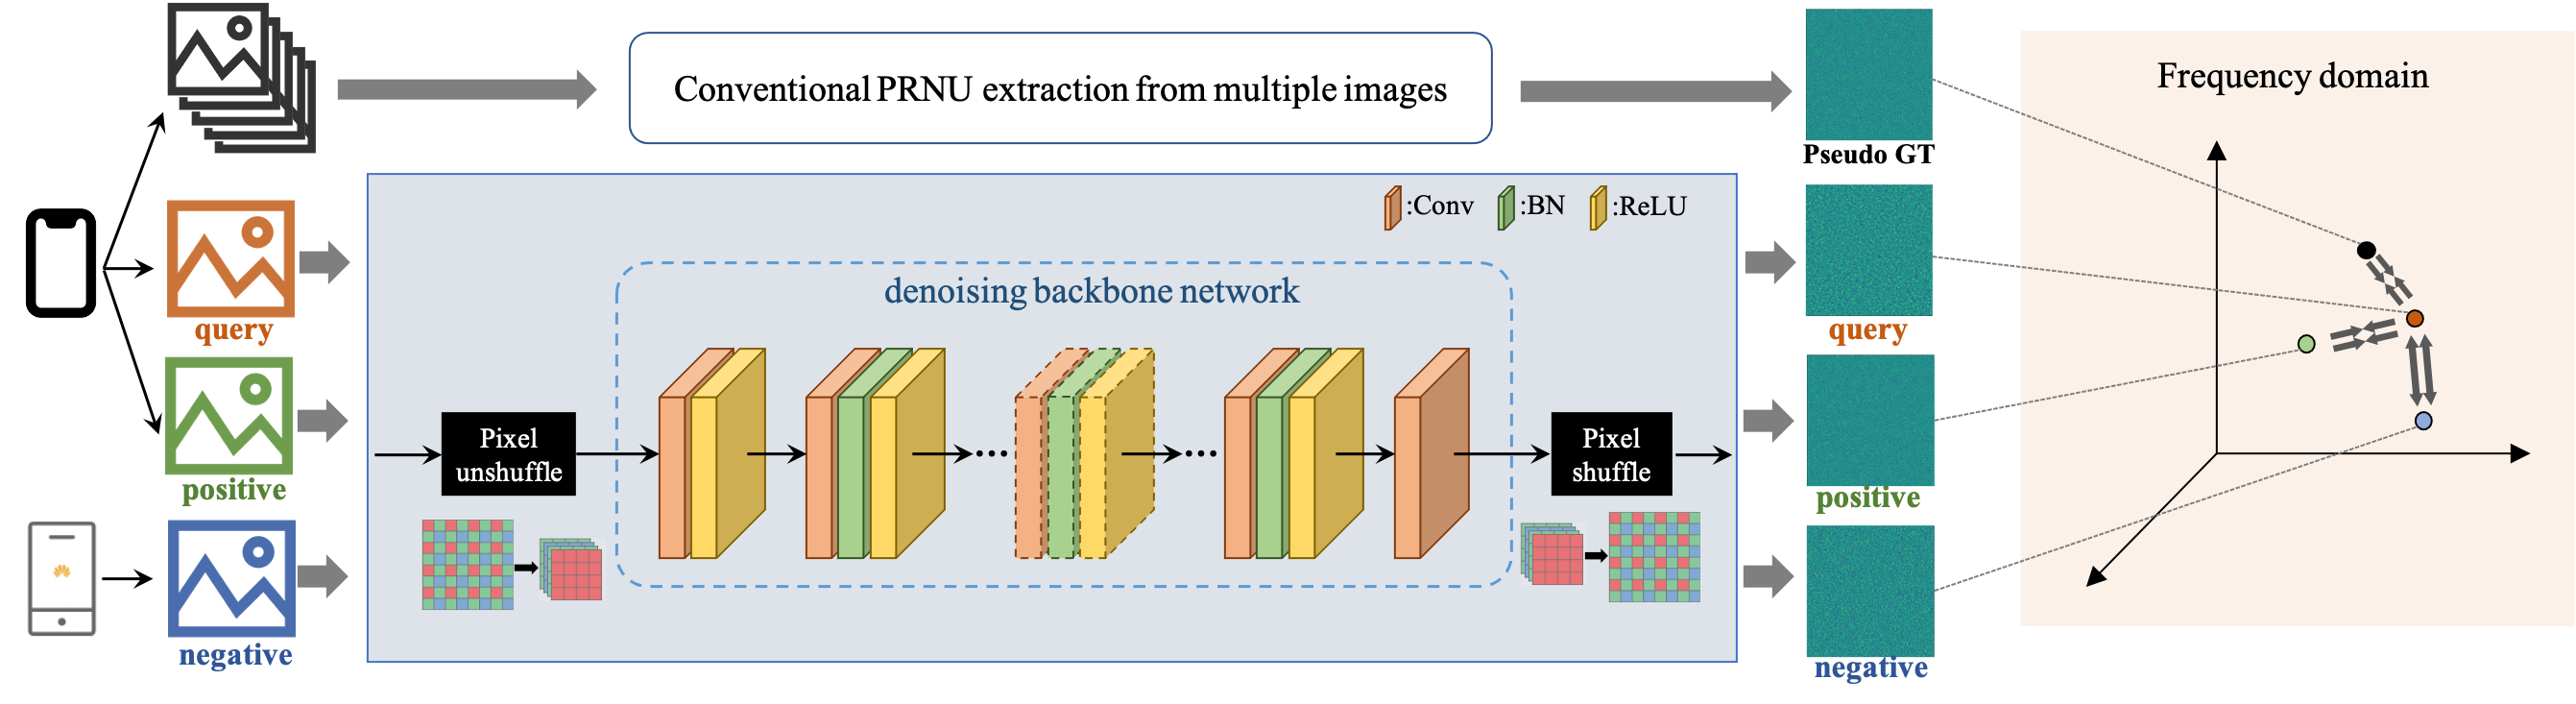 Conventional PRNU extraction from multiple images
Pseudo GT
Frequency domain
:Conv
:BN
:ReLU
query
denoising backbone network
query
Pixel
unshuffle
Pixel
shuffle
positive
positive
negative
negative